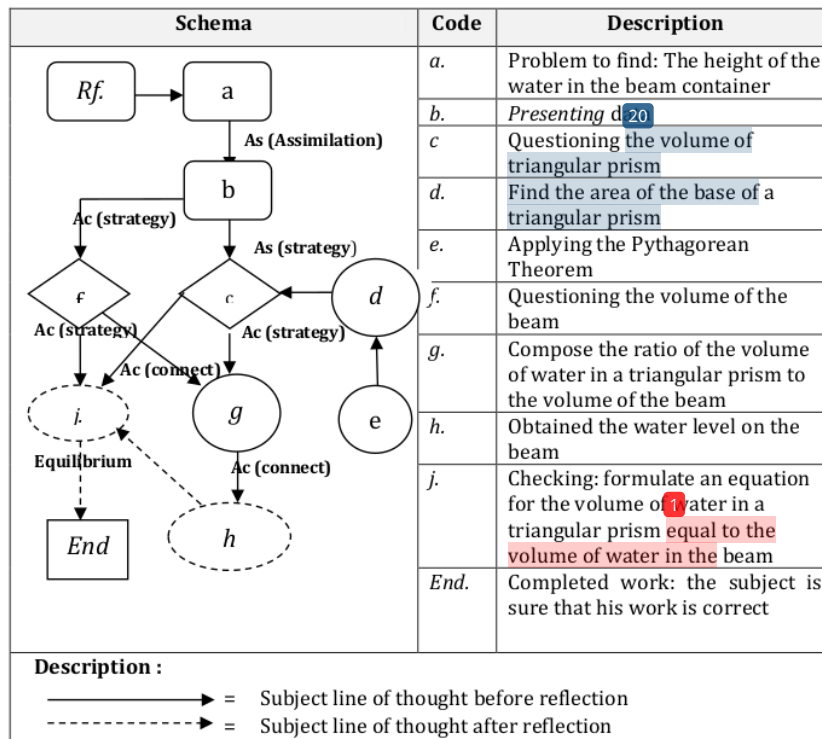 Schema
Code
Description
Rf.
a
As (Assimilation)
b
Ac (strategy)
As (strategy)
c
d
Ac (strategy)
Ac (strategy)
Ac (connect)
j.
g
e
Equilibrium
Ac (connect)
End
h
a.
Problem to find: The height of the
water in the beam container
b.
Presenting
20
c
Questioning the volume of
triangular prism
d.
Find the area of the base of a
triangular prism
e.
Applying the Pythagorean
Theorem
f.
Questioning the volume of the
beam
g.
Compose the ratio of the volume
of water in a triangular prism to
the volume of the beam
h.
Obtained the water level on the
beam
j.
Checking: formulate an equation
for the volume of water in a
1
triangular prism equal to the
volume of water in the beam
End.
Completed work: the subject is
sure that his work is correct
Description :
= Subject line of thought before reflection
= Subject line of thought after reflection